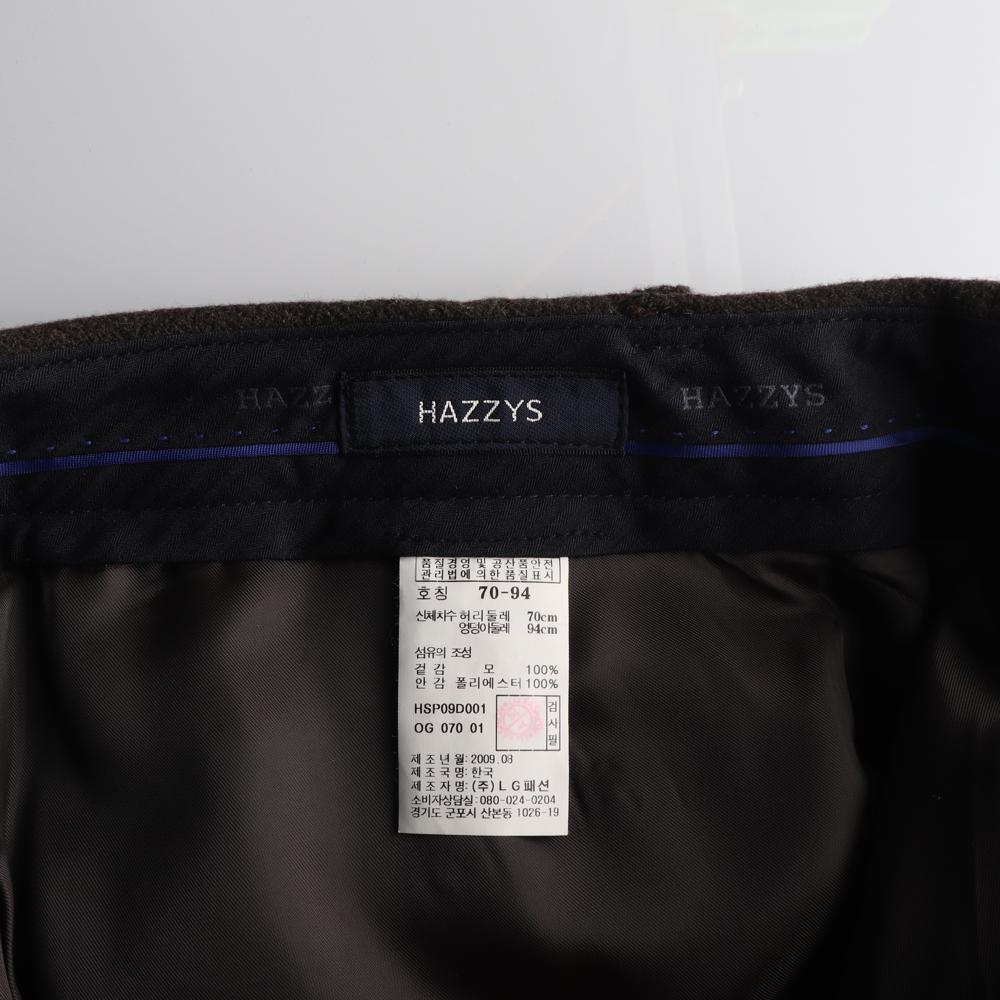 HAZZ
HAZZYS
HAZZYS
품질경영 및 공산품안전
관리법에 의한 품질표시
호칭 70-94
신체치수 허리둘레 70cm
엉덩이둘레 94cm
섬유의 조성
겉감 모 100%
안감 폴리에스터 100%
HSP09D001
OG 070 01
검사필
제조년월: 2009.08
제조국명: 한국
제조자명: (주)LG패션
소비자상담실: 080-024-0204
경기도 군포시 산본동 1026-19